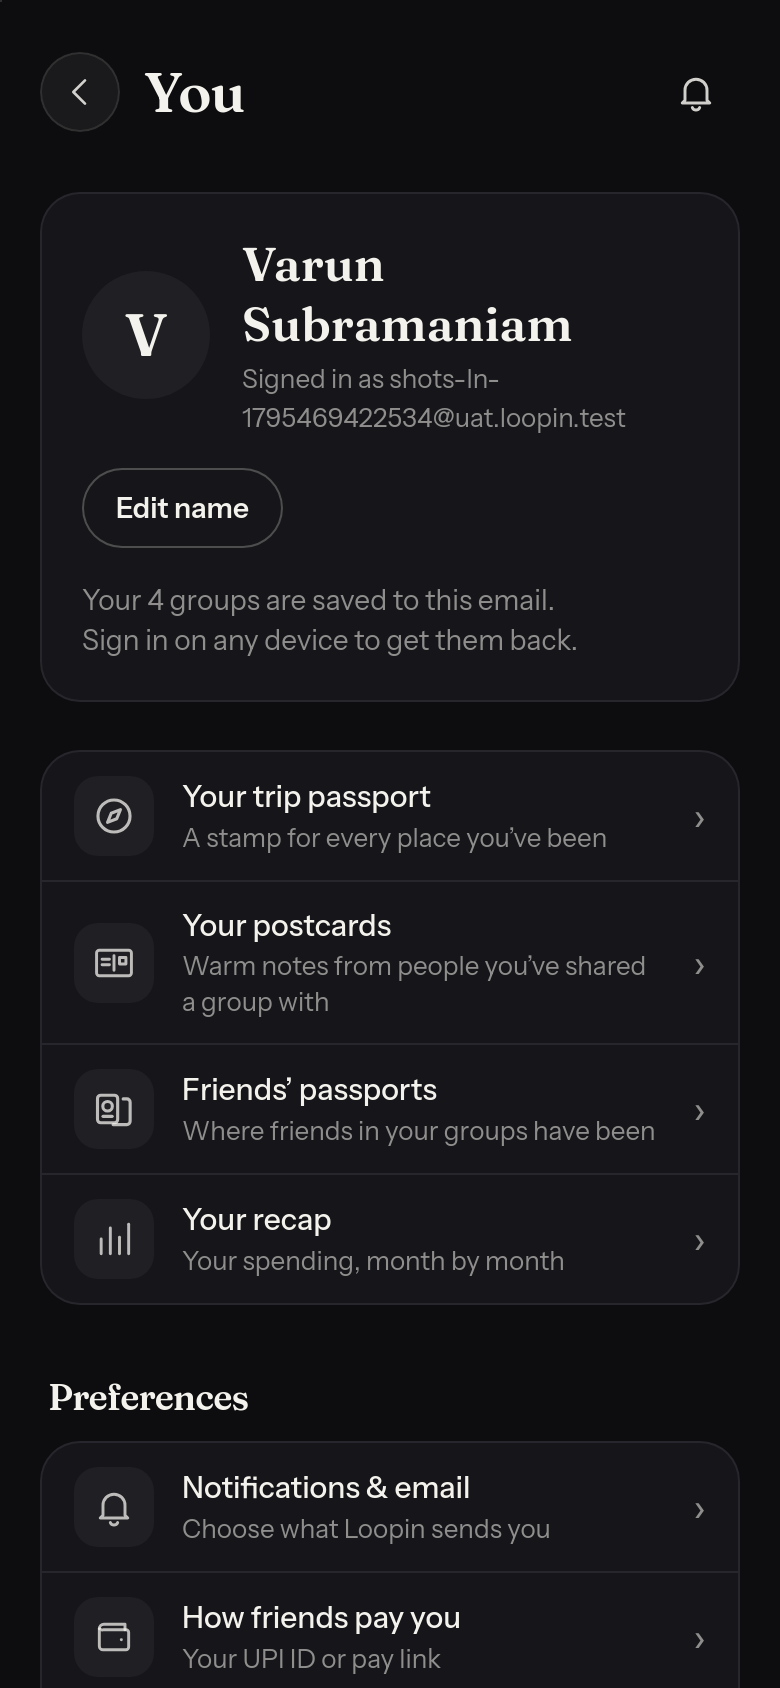 You
Varun
Subramaniam
V
Signed in as shots-ln-
1795469422534@uat.loopin.test
Edit name
Your 4 groups are saved to this email.
Sign in on any device to get them back.
Your trip passport
A stamp for every place you’ve been
Your postcards
Warm notes from people you’ve shared
a group with
Friends’ passports
Where friends in your groups have been
Your recap
Your spending, month by month
Preferences
Notifications & email
Choose what Loopin sends you
How friends pay you
Your UPI ID or pay link